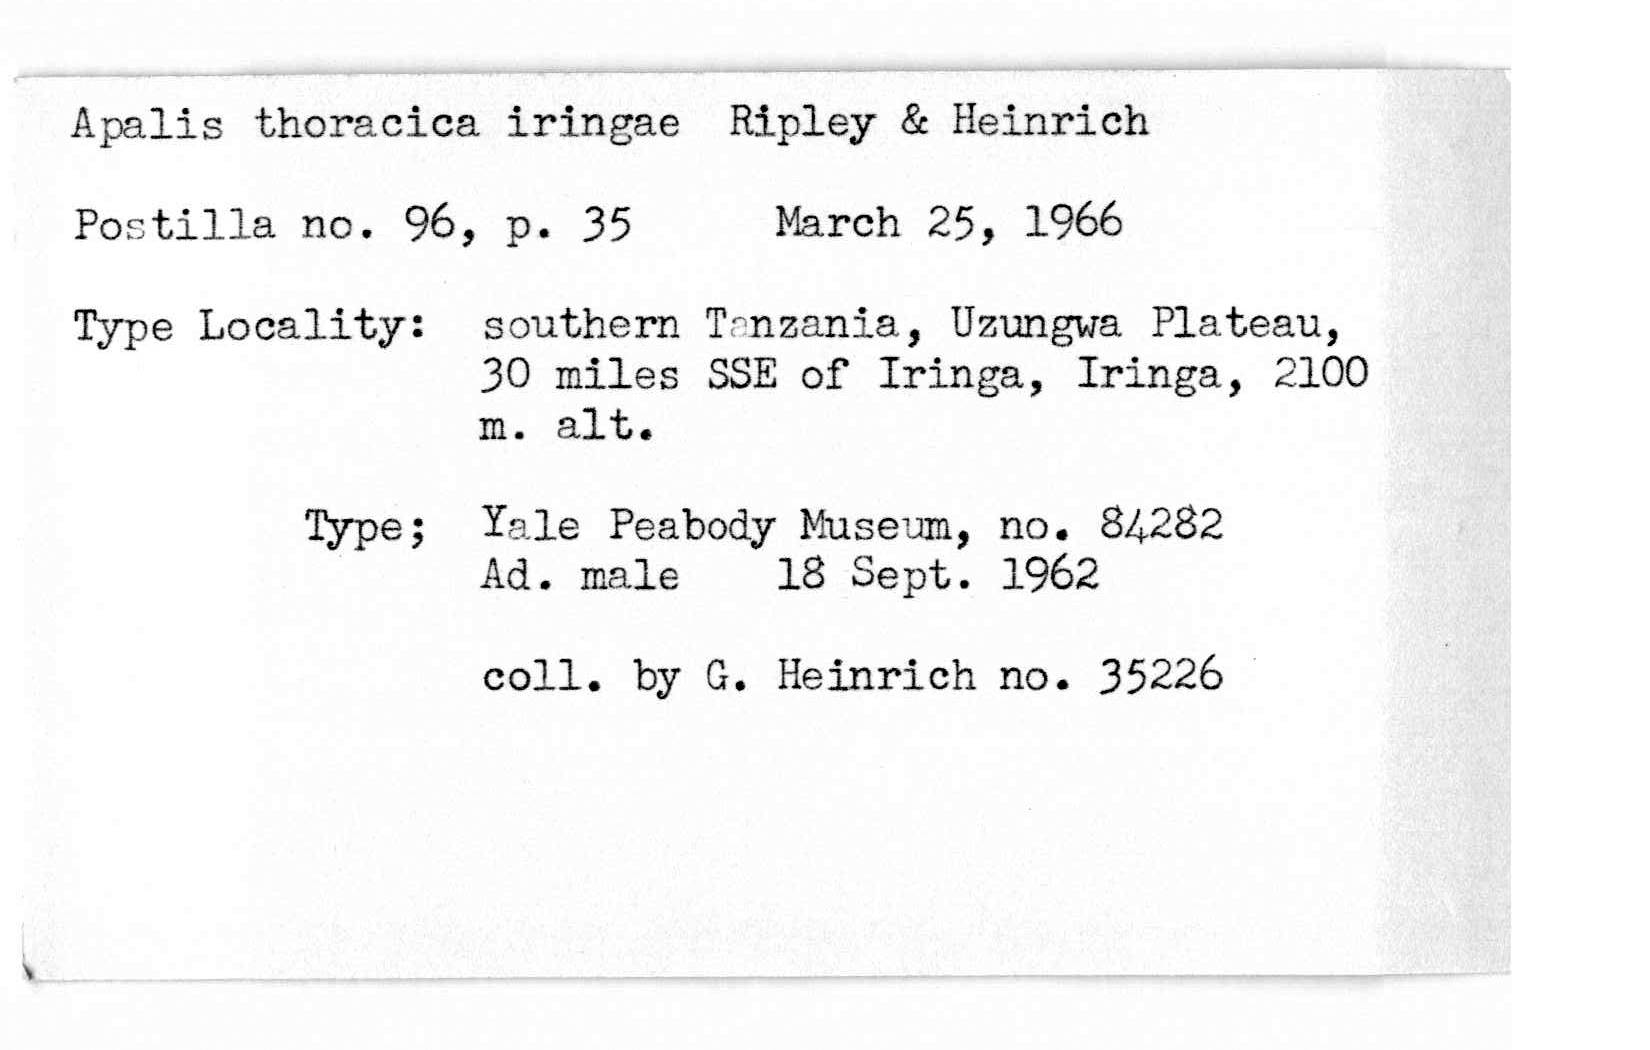 Apalis thoracica iringae Ripley & Heinrich
Postilla no. 96, p. 35 March 25, 1966
Type Locality: southern Tanzania, Uzungwa Plateau,
30 miles SSE of Iringa, Iringa, 2100
m. alt.
Type; Yale Peabody Museum, no. 84282
Ad. male 18 Sept. 1962
coll. by G. Heinrich no. 35226